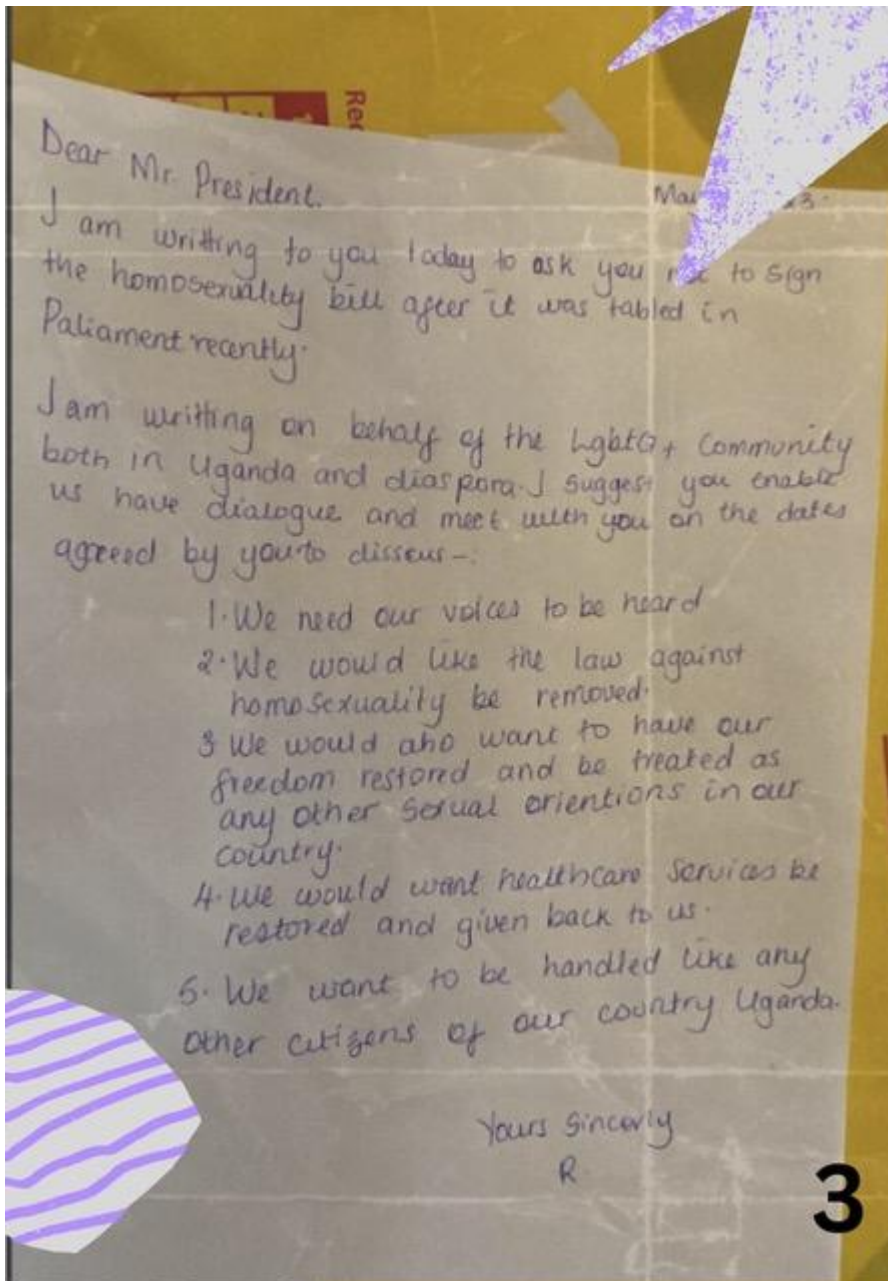 Rec
Dear Mr. President.
I am writting to you today to ask you to sign
the homosexuality bill after it was tabled in
Paliament recently.
I am writting on behalf of the LgbtQ+ Community
both in Uganda and diaspora. I suggest you enable
us have dialogue and meet with you on the dates
agreed by you to disscus -:
1. We need our voices to be heard
2. We would like the law against
homosexuality be removed.
3 We would also want to have our
freedom restored and be treated as
any other sexual orientions in our
country.
4. We would want healthcare services be
restored and given back to us.
5. We want to be handled like any
other citizens of our country Uganda.
Yours Sincerly
R.
3